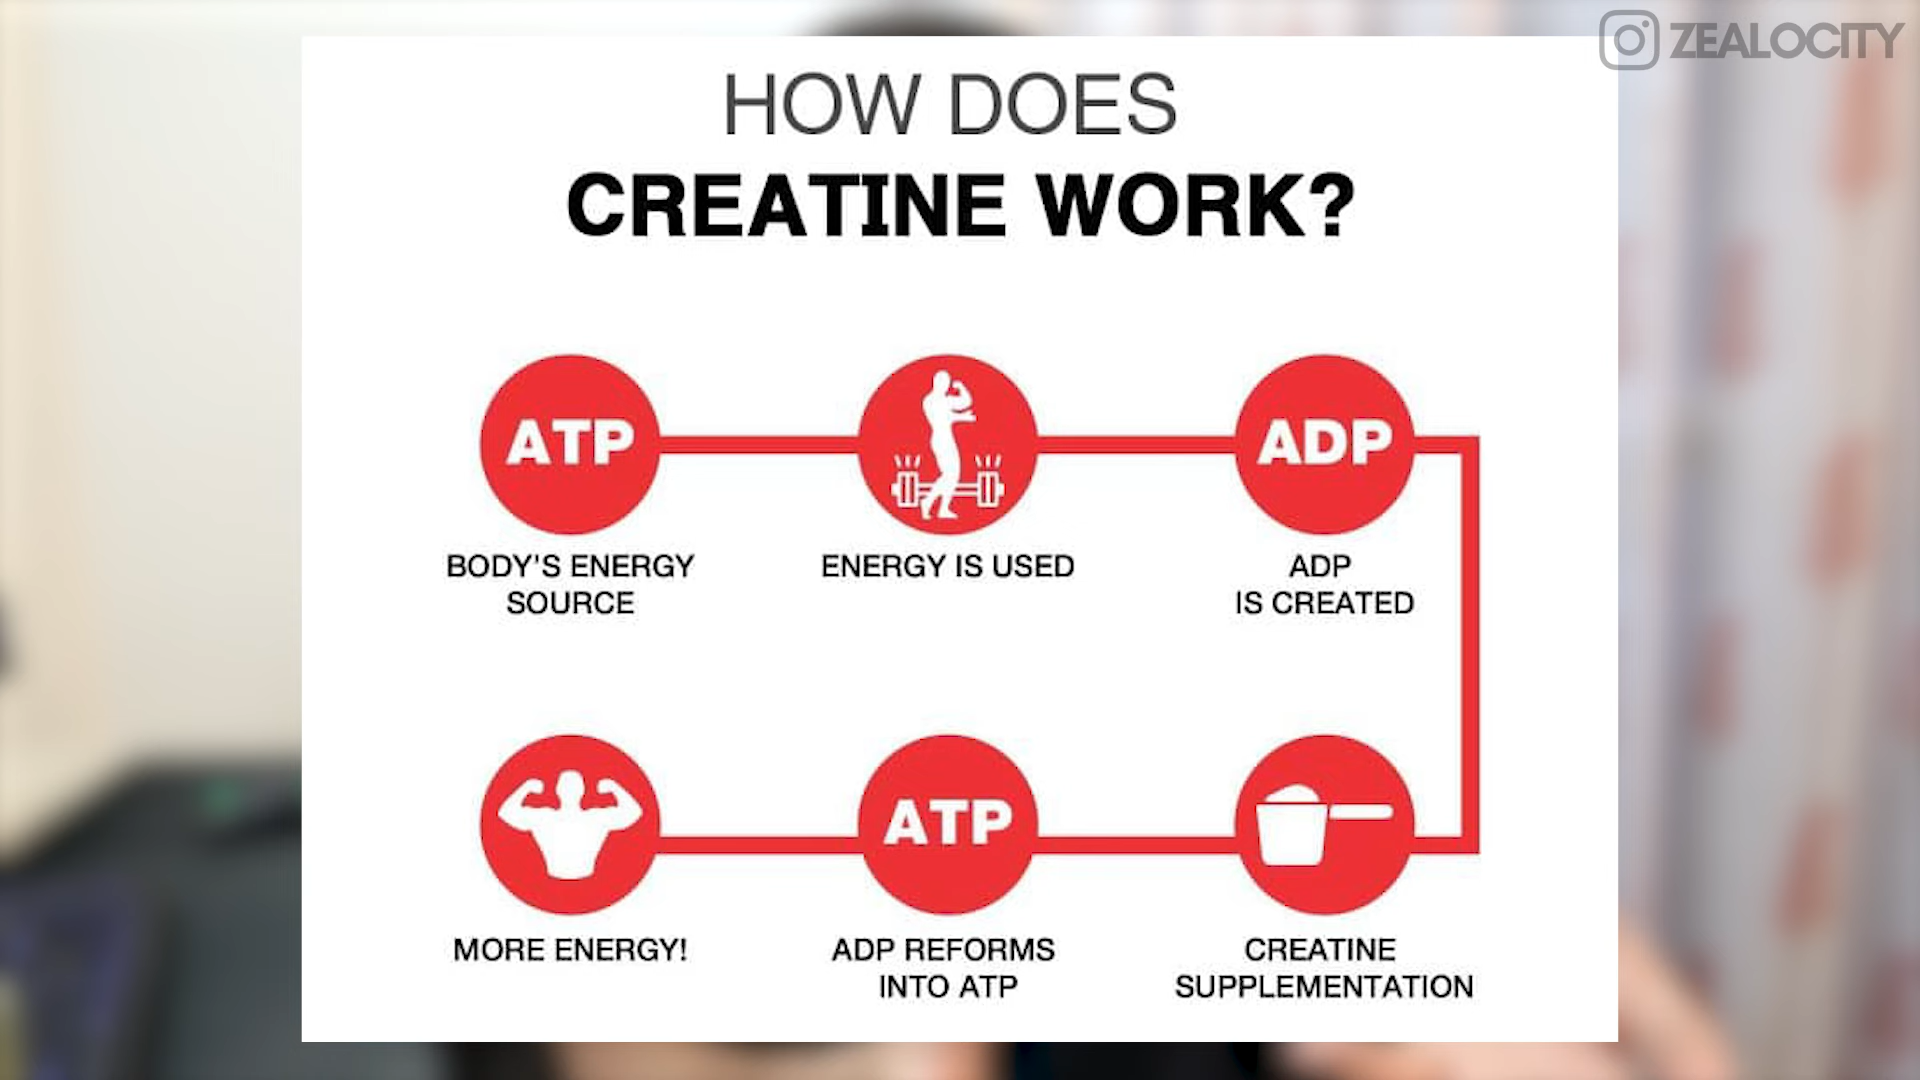 ZEALOCITY
HOW DOES
CREATINE WORK?
ATP
ADP
BODY'S ENERGY
SOURCE
ENERGY IS USED
ADP
IS CREATED
ATP
MORE ENERGY!
ADP REFORMS
INTO ATP
CREATINE
SUPPLEMENTATION